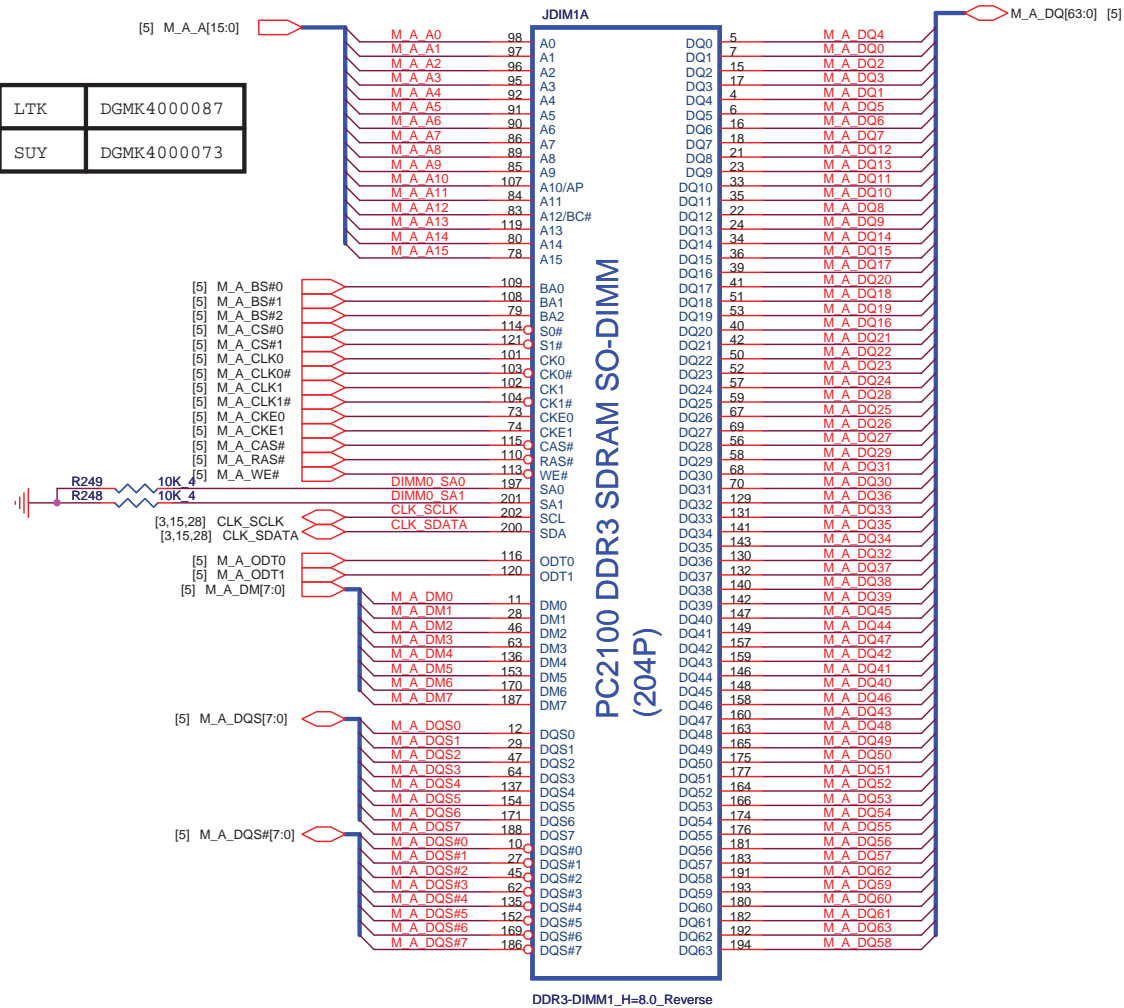 JDIM1A
[5] M_A_A[15:0]
M_A_DQ[63:0] [5]
LTK DGMK4000087
SUY DGMK4000073
M_A_A0 98 A0
M_A_A1 97 A1
M_A_A2 96 A2
M_A_A3 95 A3
M_A_A4 92 A4
M_A_A5 91 A5
M_A_A6 90 A6
M_A_A7 86 A7
M_A_A8 89 A8
M_A_A9 85 A9
M_A_A10 107 A10/AP
M_A_A11 84 A11
M_A_A12 83 A12/BC#
M_A_A13 119 A13
M_A_A14 80 A14
M_A_A15 78 A15
[5] M_A_BS#0 109 BA0
[5] M_A_BS#1 108 BA1
[5] M_A_BS#2 79 BA2
[5] M_A_CS#0 114 S0#
[5] M_A_CS#1 121 S1#
[5] M_A_CLK0 101 CK0
[5] M_A_CLK0# 103 CK0#
[5] M_A_CLK1 102 CK1
[5] M_A_CLK1# 104 CK1#
[5] M_A_CKE0 73 CKE0
[5] M_A_CKE1 74 CKE1
[5] M_A_CAS# 115 CAS#
[5] M_A_RAS# 110 RAS#
[5] M_A_WE# 113 WE#
R249 10K_4 DIMM0_SA0 197 SA0
R248 10K_4 DIMM0_SA1 201 SA1
[3,15,28] CLK_SCLK CLK_SCLK 202 SCL
[3,15,28] CLK_SDATA CLK_SDATA 200 SDA
[5] M_A_ODT0 116 ODT0
[5] M_A_ODT1 120 ODT1
[5] M_A_DM[7:0]
M_A_DM0 11 DM0
M_A_DM1 28 DM1
M_A_DM2 46 DM2
M_A_DM3 63 DM3
M_A_DM4 136 DM4
M_A_DM5 153 DM5
M_A_DM6 170 DM6
M_A_DM7 187 DM7
[5] M_A_DQS[7:0]
M_A_DQS0 12 DQS0
M_A_DQS1 29 DQS1
M_A_DQS2 47 DQS2
M_A_DQS3 64 DQS3
M_A_DQS4 137 DQS4
M_A_DQS5 154 DQS5
M_A_DQS6 171 DQS6
M_A_DQS7 188 DQS7
[5] M_A_DQS#[7:0]
M_A_DQS#0 10 DQS#0
M_A_DQS#1 27 DQS#1
M_A_DQS#2 45 DQS#2
M_A_DQS#3 62 DQS#3
M_A_DQS#4 135 DQS#4
M_A_DQS#5 152 DQS#5
M_A_DQS#6 169 DQS#6
M_A_DQS#7 186 DQS#7
PC2100 DDR3 SDRAM SO-DIMM
(204P)
DQ0 5 M_A_DQ4
DQ1 7 M_A_DQ0
DQ2 15 M_A_DQ2
DQ3 17 M_A_DQ3
DQ4 4 M_A_DQ1
DQ5 6 M_A_DQ5
DQ6 16 M_A_DQ6
DQ7 18 M_A_DQ7
DQ8 21 M_A_DQ12
DQ9 23 M_A_DQ13
DQ10 33 M_A_DQ11
DQ11 35 M_A_DQ10
DQ12 22 M_A_DQ8
DQ13 24 M_A_DQ9
DQ14 34 M_A_DQ14
DQ15 36 M_A_DQ15
DQ16 39 M_A_DQ17
DQ17 41 M_A_DQ20
DQ18 51 M_A_DQ18
DQ19 53 M_A_DQ19
DQ20 40 M_A_DQ16
DQ21 42 M_A_DQ21
DQ22 50 M_A_DQ22
DQ23 52 M_A_DQ23
DQ24 57 M_A_DQ24
DQ25 59 M_A_DQ28
DQ26 67 M_A_DQ25
DQ27 69 M_A_DQ26
DQ28 56 M_A_DQ27
DQ29 58 M_A_DQ29
DQ30 68 M_A_DQ31
DQ31 70 M_A_DQ30
DQ32 129 M_A_DQ36
DQ33 131 M_A_DQ33
DQ34 141 M_A_DQ35
DQ35 143 M_A_DQ34
DQ36 130 M_A_DQ32
DQ37 132 M_A_DQ37
DQ38 140 M_A_DQ38
DQ39 142 M_A_DQ39
DQ40 147 M_A_DQ45
DQ41 149 M_A_DQ44
DQ42 157 M_A_DQ47
DQ43 159 M_A_DQ42
DQ44 146 M_A_DQ41
DQ45 148 M_A_DQ40
DQ46 158 M_A_DQ46
DQ47 160 M_A_DQ43
DQ48 163 M_A_DQ48
DQ49 165 M_A_DQ49
DQ50 175 M_A_DQ50
DQ51 177 M_A_DQ51
DQ52 164 M_A_DQ52
DQ53 166 M_A_DQ53
DQ54 174 M_A_DQ54
DQ55 176 M_A_DQ55
DQ56 181 M_A_DQ56
DQ57 183 M_A_DQ57
DQ58 191 M_A_DQ62
DQ59 193 M_A_DQ59
DQ60 180 M_A_DQ60
DQ61 182 M_A_DQ61
DQ62 192 M_A_DQ63
DQ63 194 M_A_DQ58
DDR3-DIMM1_H=8.0_Reverse